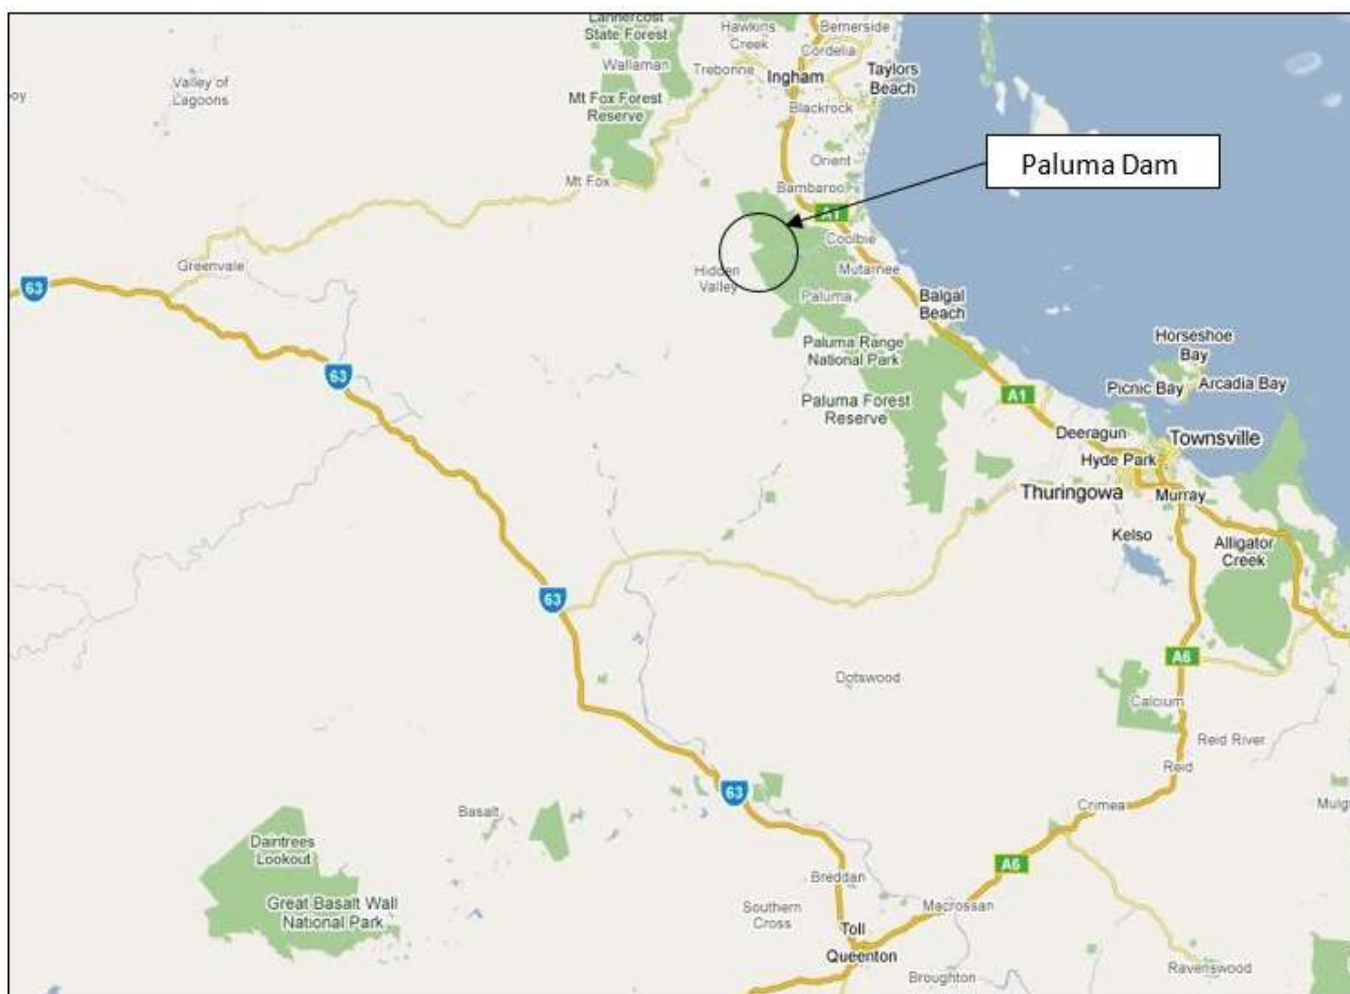 Lannercost
State Forest
Hawkins
Creek
Bemerside
Cordelia
Wallaman
Trebonne
Ingham
Taylors
Beach
Valley of
Lagoons
oy
Mt Fox Forest
Reserve
Blackrock
Orient
Paluma Dam
Mt Fox
Bambaroo
A1
Coolbie
Greenvale
Hidden
Valley
Mutarnee
63
Paluma
Balgal
Beach
Paluma Range
National Park
Horseshoe
Bay
63
Picnic Bay
Arcadia Bay
A1
Paluma Forest
Reserve
Deeragun
Townsville
Hyde Park
Thuringowa
Murray
Kelso
Alligator
Creek
63
A6
Dotswood
Calcium
Reid River
Reid
63
Crimea
Mulg
Basalt
Daintrees
Lookout
A6
Breddan
Great Basalt Wall
National Park
Southern
Cross
Macrossan
Toll
Queenton
Broughton
Ravenswood